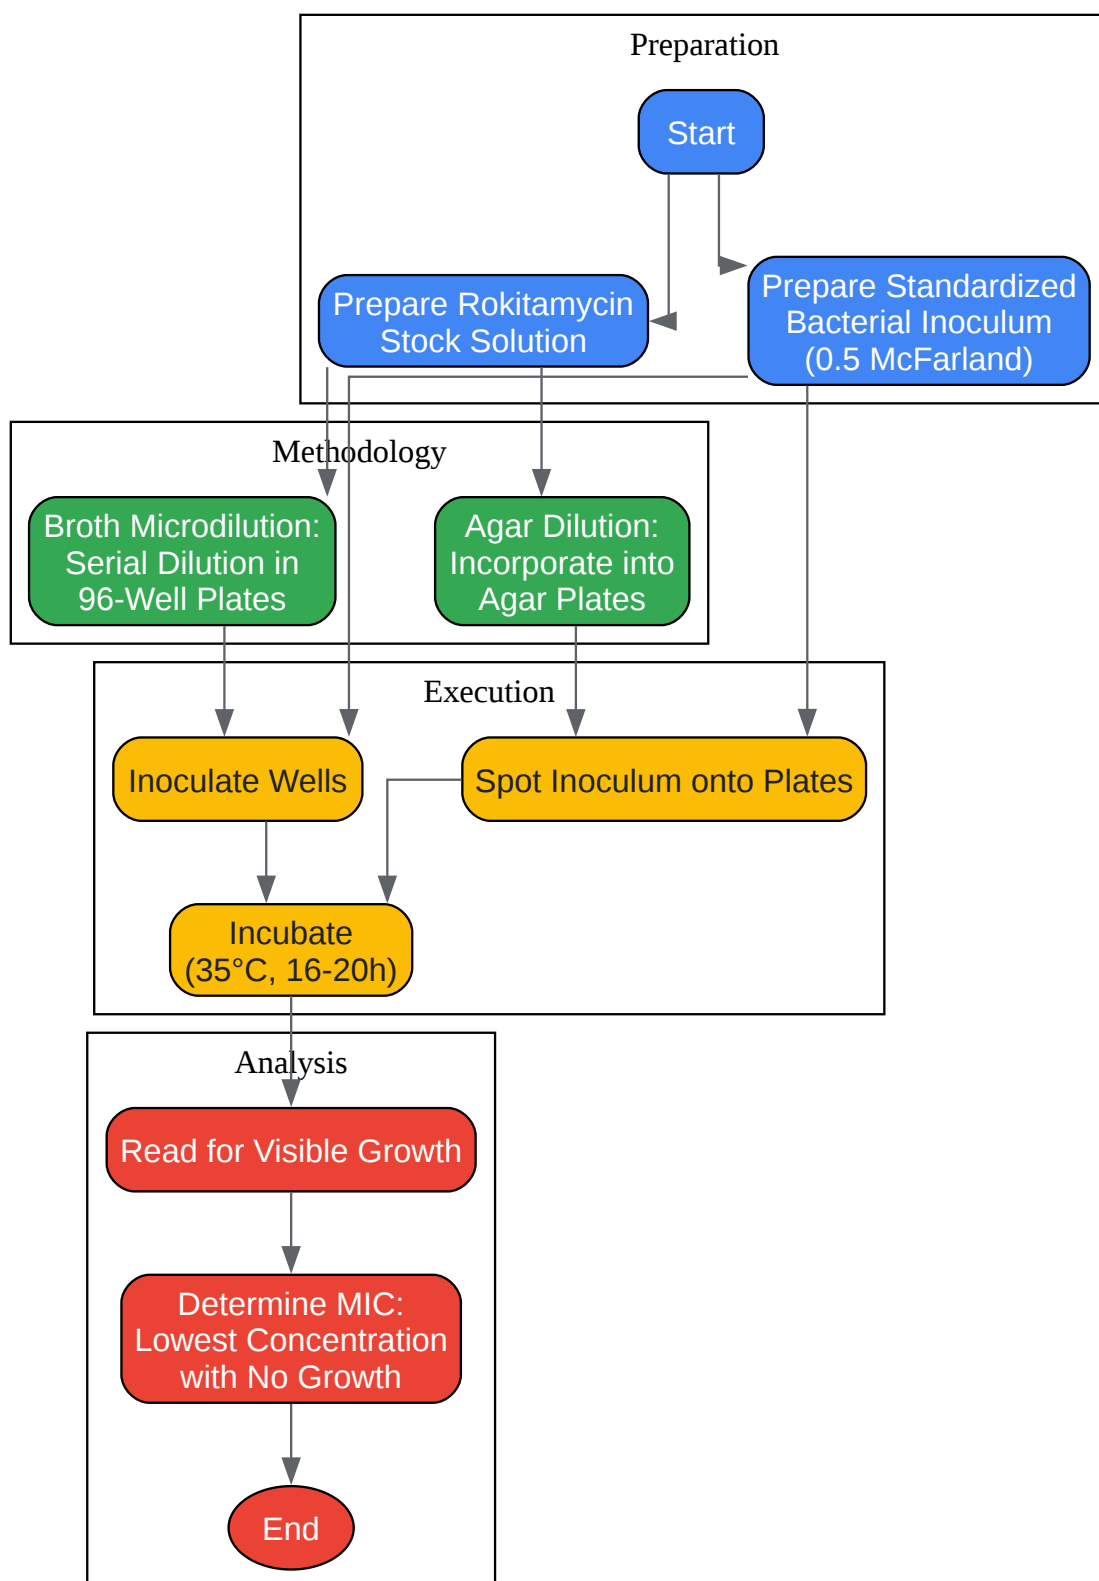 Preparation
Start
Prepare Rokitamycin
Stock Solution
Prepare Standardized
Bacterial Inoculum
(0.5 McFarland)
Methodology
Broth Microdilution:
Serial Dilution in
96-Well Plates
Agar Dilution:
Incorporate into
Agar Plates
Execution
Inoculate Wells
Spot Inoculum onto Plates
Incubate
(35°C, 16-20h)
Analysis
Read for Visible Growth
Determine MIC:
Lowest Concentration
with No Growth
End